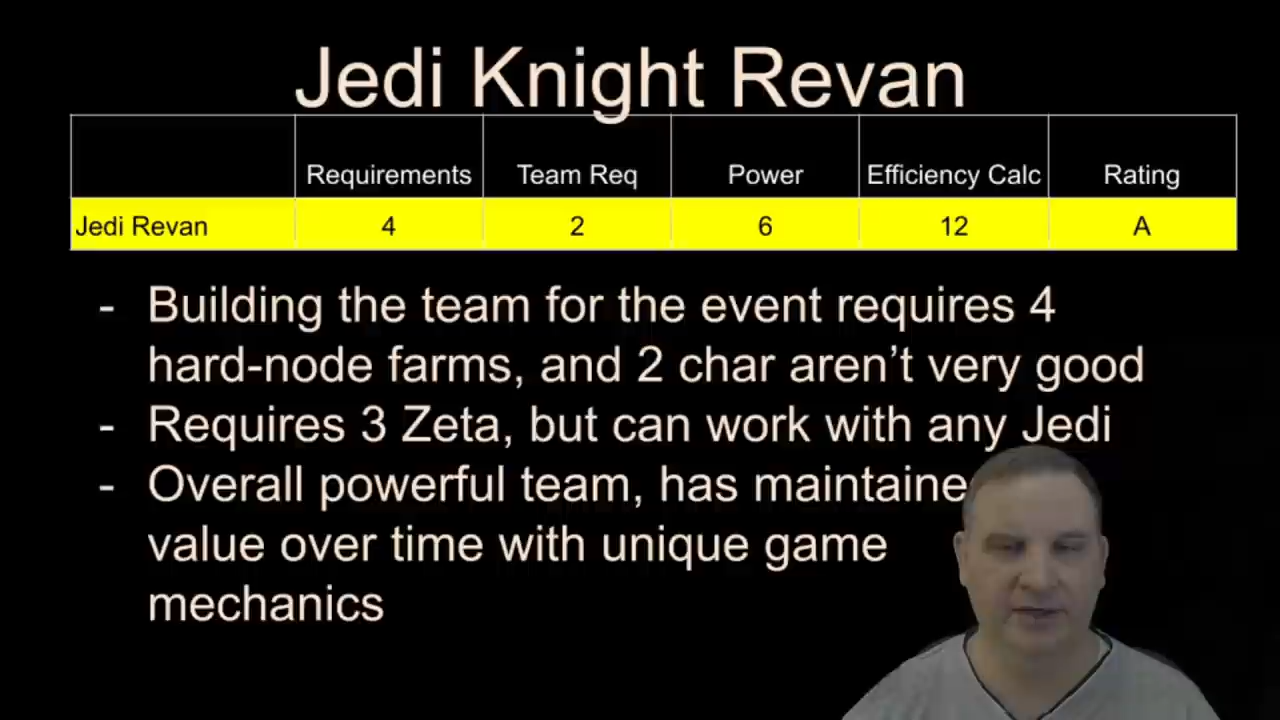 Jedi Knight Revan
Requirements Team Req Power Efficiency Calc Rating
Jedi Revan 4 2 6 12 A
- Building the team for the event requires 4
hard-node farms, and 2 char aren’t very good
- Requires 3 Zeta, but can work with any Jedi
- Overall powerful team, has maintaine
value over time with unique game
mechanics